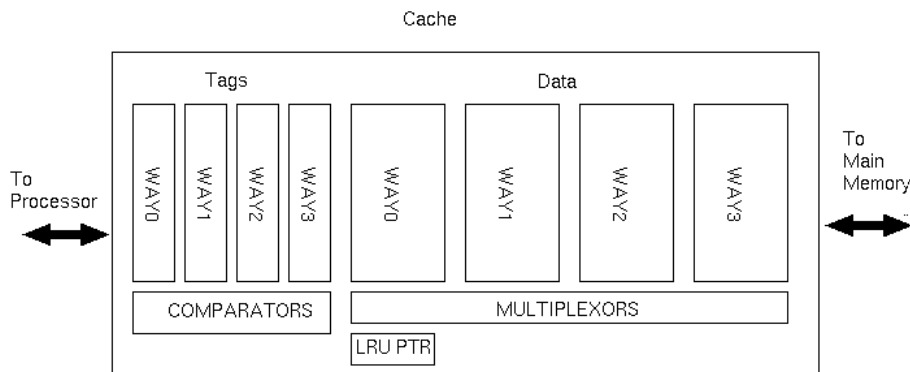 Cache
Tags
Data
WAY0
WAY1
WAY2
WAY3
WAY0
WAY1
WAY2
WAY3
To
Processor
To
Main
Memory
COMPARATORS
MULTIPLEXORS
LRU PTR